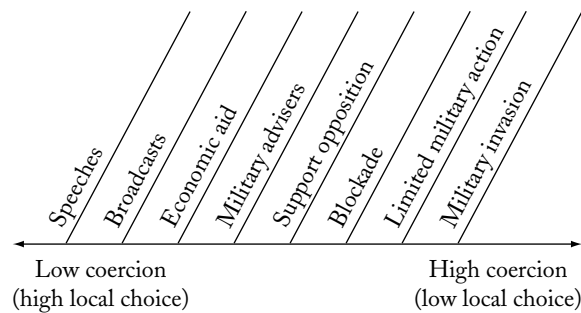 Speeches
Broadcasts
Economic aid
Military advisers
Support opposition
Blockade
Limited military action
Military invasion
Low coercion
(high local choice)
High coercion
(low local choice)